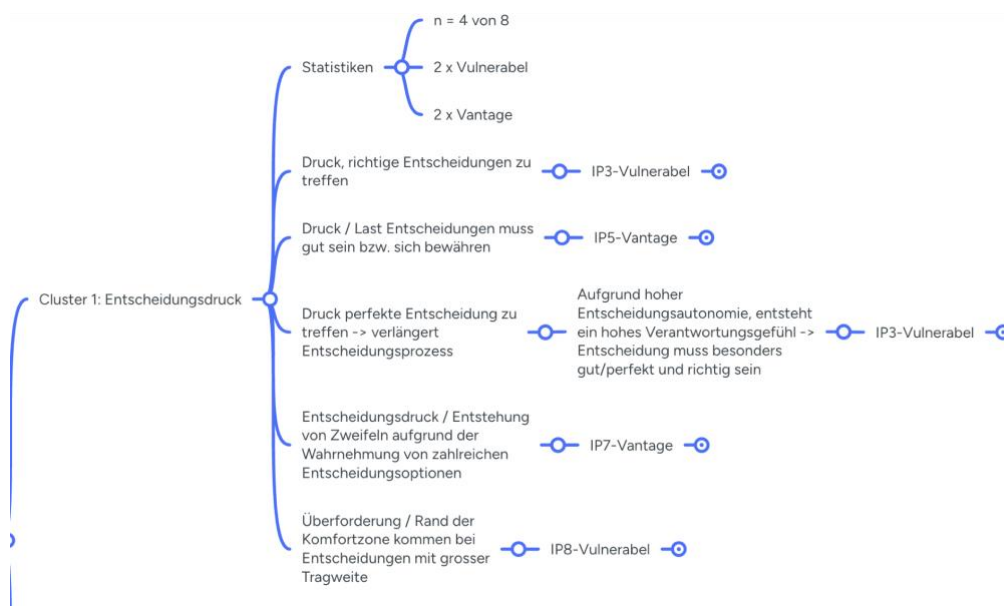 n = 4 von 8
Statistiken
2 x Vulnerabel
2 x Vantage
Druck, richtige Entscheidungen zu
treffen
IP3-Vulnerabel
Druck / Last Entscheidungen muss
gut sein bzw. sich bewähren
IP5-Vantage
Cluster 1: Entscheidungsdruck
Druck perfekte Entscheidung zu
treffen -> verlängert
Entscheidungsprozess
Aufgrund hoher
Entscheidungsautonomie, entsteht
ein hohes Verantwortungsgefühl ->
Entscheidung muss besonders
gut/perfekt und richtig sein
IP3-Vulnerabel
Entscheidungsdruck / Entstehung
von Zweifeln aufgrund der
Wahrnehmung von zahlreichen
Entscheidungsoptionen
IP7-Vantage
Überforderung / Rand der
Komfortzone kommen bei
Entscheidungen mit grosser
Tragweite
IP8-Vulnerabel